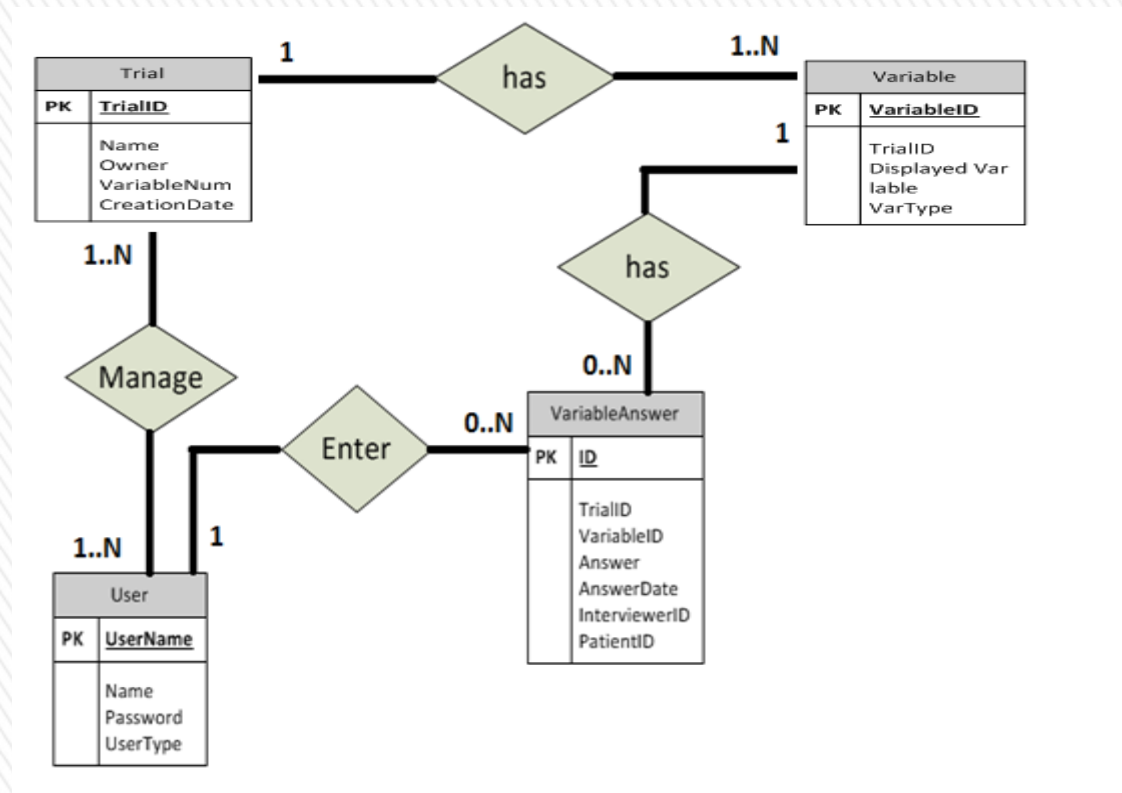 1
has
1..N
Trial
PK TrialID
Name
Owner
VariableNum
CreationDate
Variable
PK VariableID
TrialID
Displayed Var
iable
VarType
1
1..N
has
Manage
0..N
Enter
0..N
VariableAnswer
PK ID
TrialID
VariableID
Answer
AnswerDate
InterviewerID
PatientID
1..N
1
User
PK UserName
Name
Password
UserType